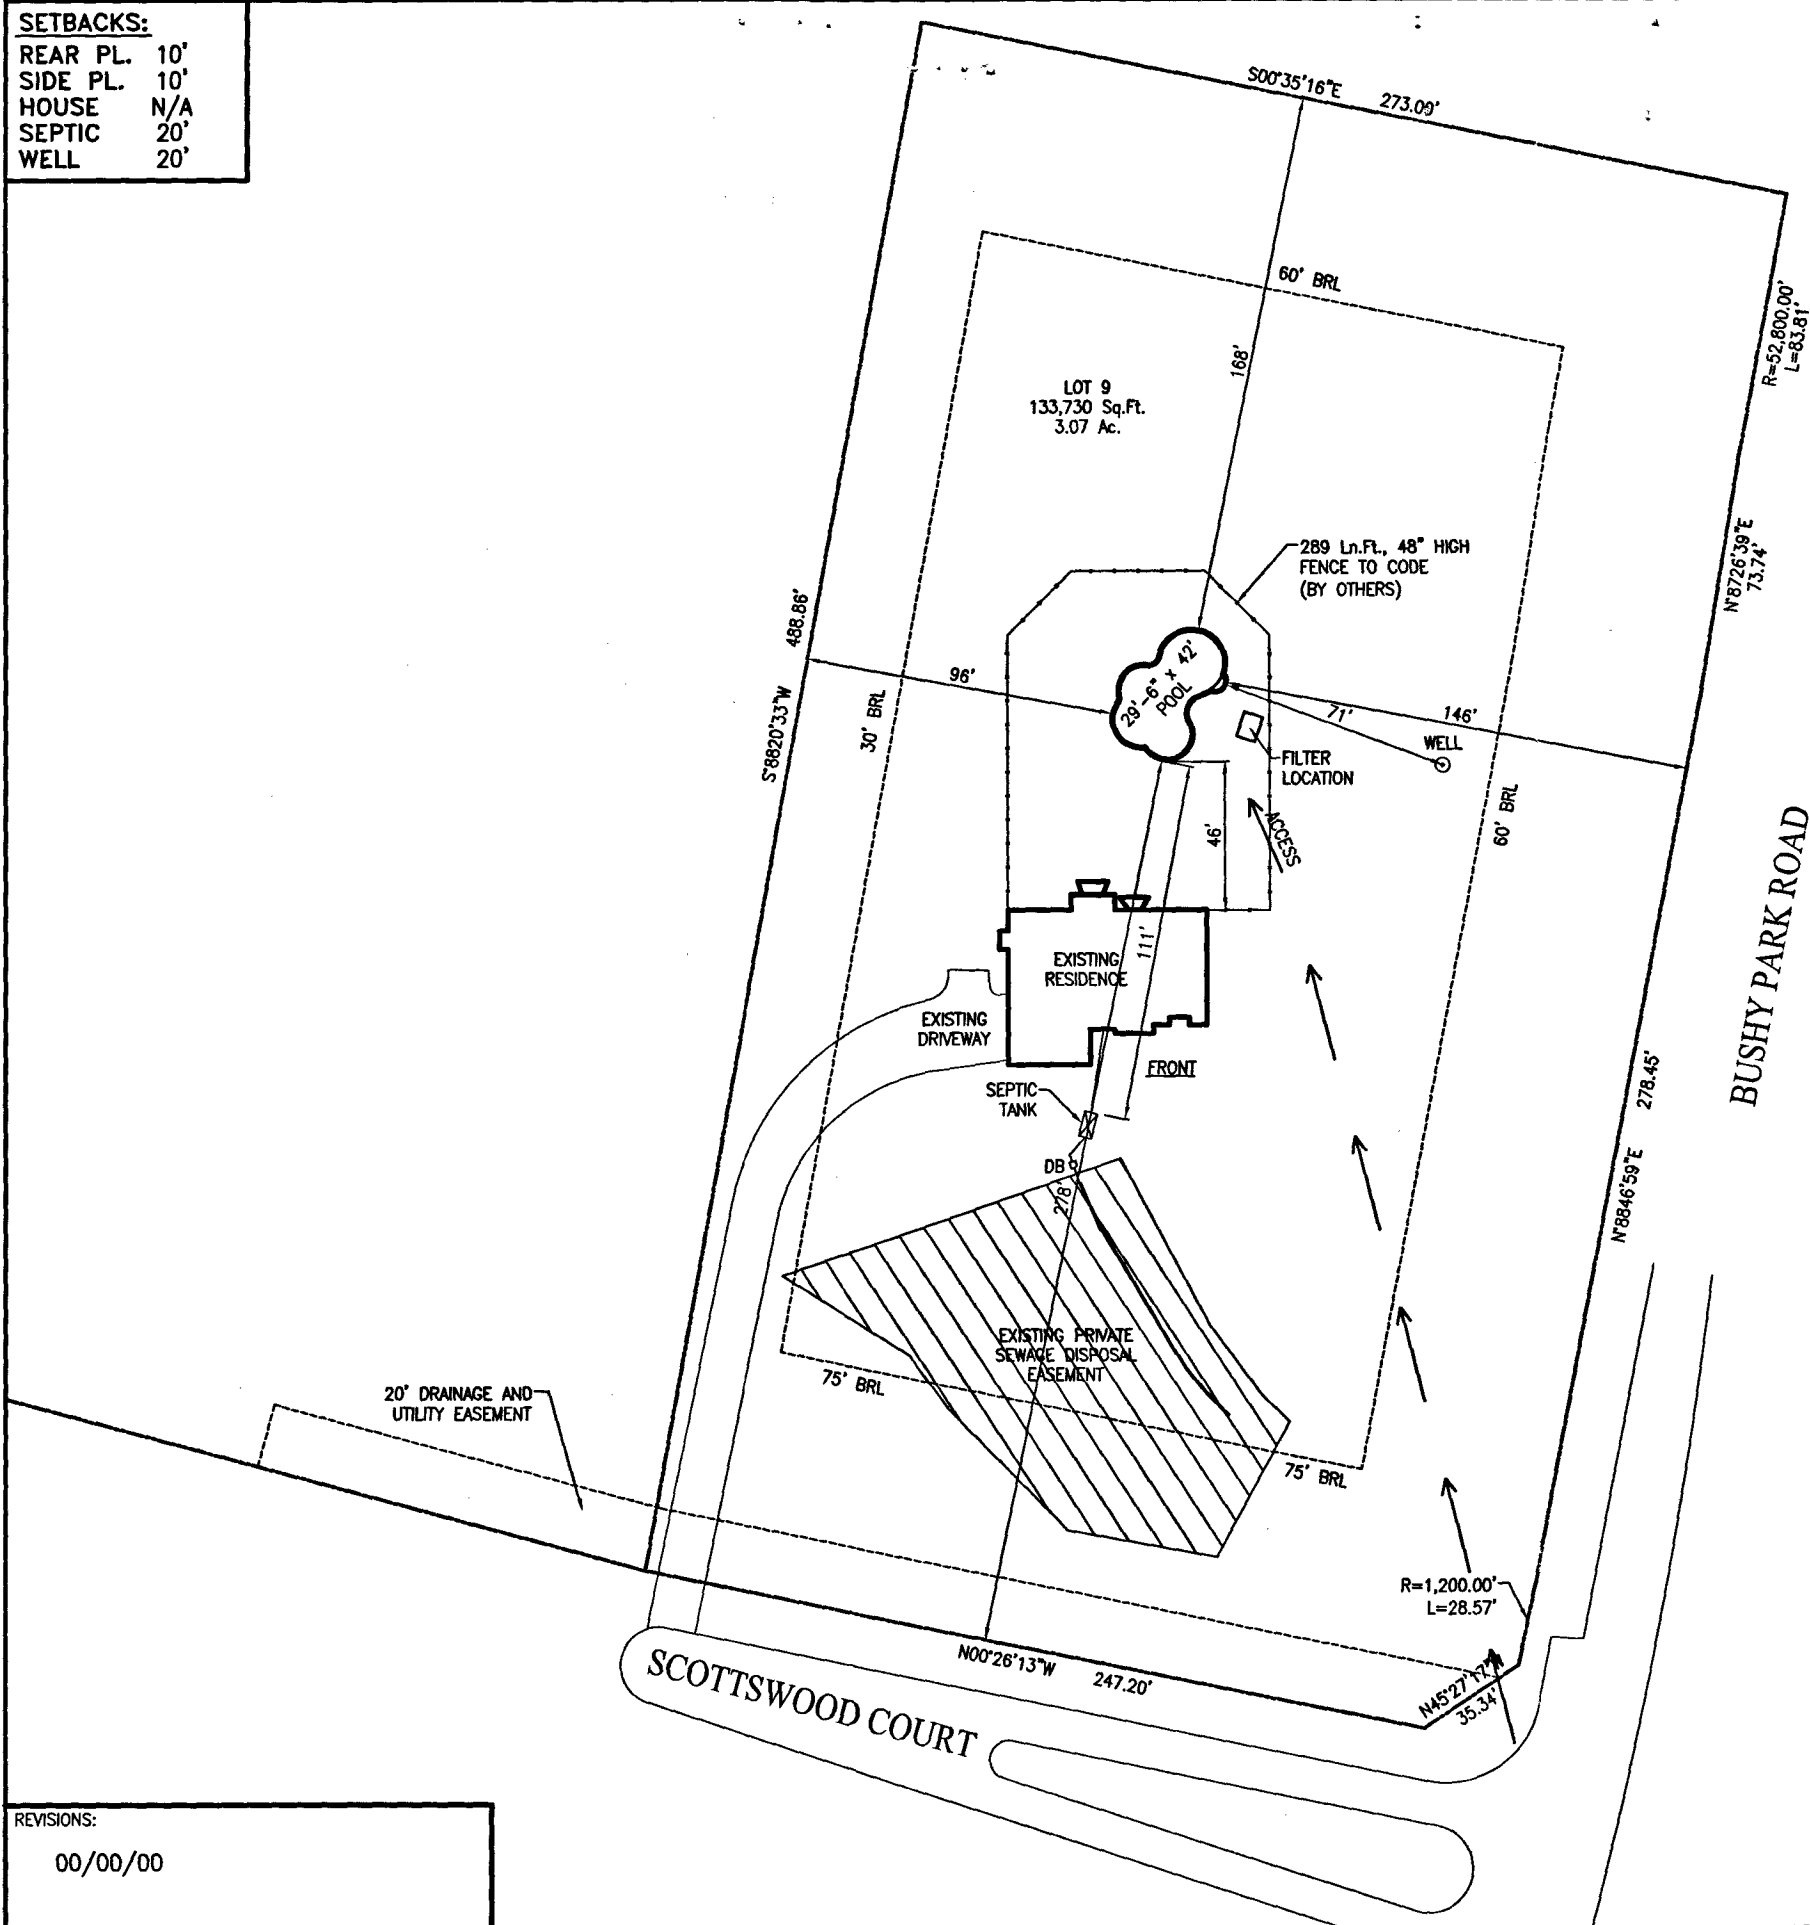 SETBACKS:
REAR PL. 10'
SIDE PL. 10'
HOUSE N/A
SEPTIC 20'
WELL 20'
S00°35'16"E 273.09'
60' BRL
R=52,800.00'
L=83.81'
168'
LOT 9
133,730 Sq.Ft.
3.07 Ac.
289 Ln.Ft., 48" HIGH
FENCE TO CODE
(BY OTHERS)
N°8726'39"E
73.74'
488.86'
S°8820'33"W
96'
30' BRL
29'-6" x 42'
POOL
71'
146'
WELL
FILTER
LOCATION
60' BRL
46'
ACCESS
BUSHY PARK ROAD
111'
EXISTING
RESIDENCE
EXISTING
DRIVEWAY
FRONT
SEPTIC
TANK
278.45'
N°8846'59"E
DB
278'
EXISTING PRIVATE
SEWAGE DISPOSAL
EASEMENT
75' BRL
20' DRAINAGE AND
UTILITY EASEMENT
75' BRL
R=1,200.00'
L=28.57'
N00°26'13"W 247.20'
N45°27'17"W
35.34'
SCOTTSWOOD COURT
REVISIONS:
00/00/00